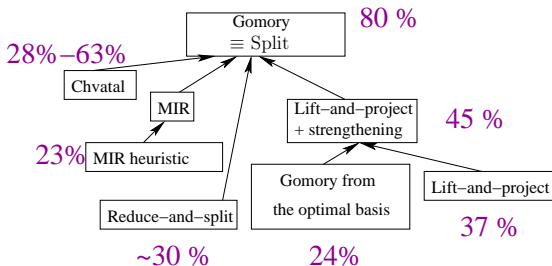 Gomory
≡ Split
80 %
28%−63%
Chvatal
MIR
Lift−and−project
+ strengthening
45 %
23%
MIR heuristic
Gomory from
the optimal basis
Lift−and−project
Reduce−and−split
37 %
~30 %
24%